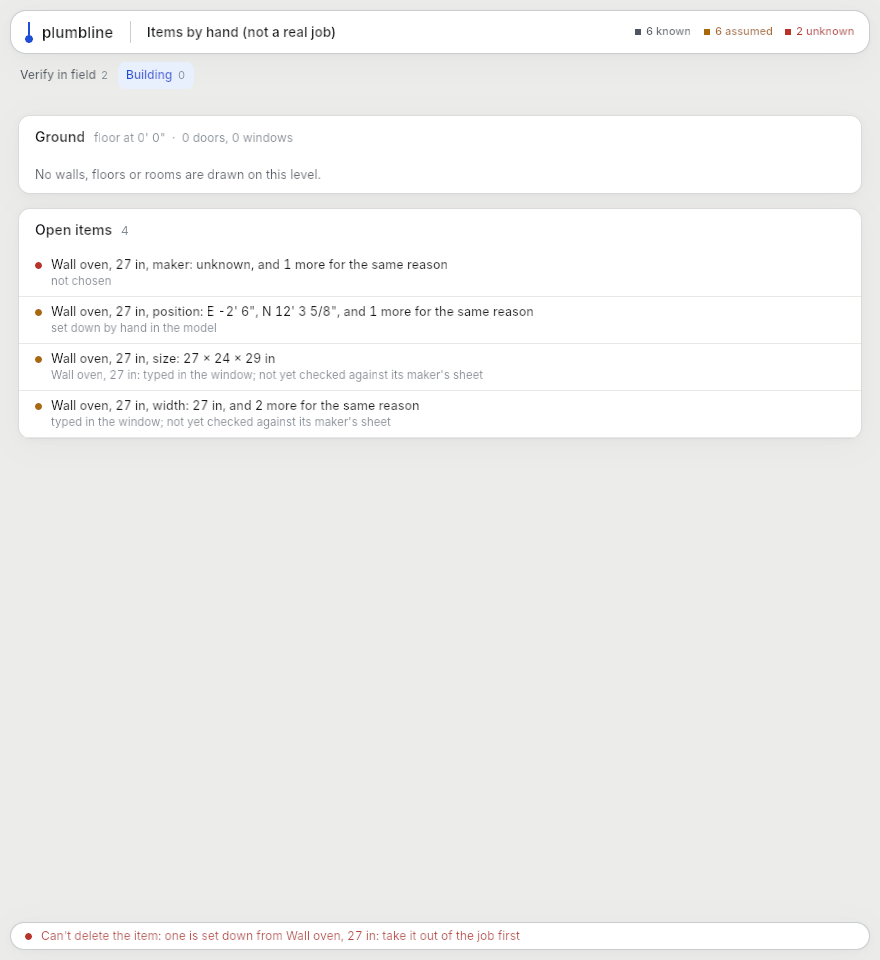 plumbline
Items by hand (not a real job)
6 known
6 assumed
2 unknown
Verify in field 2
Building 0
Ground floor at 0' 0" · 0 doors, 0 windows
No walls, floors or rooms are drawn on this level.
Open items 4
Wall oven, 27 in, maker: unknown, and 1 more for the same reason
not chosen
Wall oven, 27 in, position: E -2' 6", N 12' 3 5/8", and 1 more for the same reason
set down by hand in the model
Wall oven, 27 in, size: 27 × 24 × 29 in
Wall oven, 27 in: typed in the window; not yet checked against its maker's sheet
Wall oven, 27 in, width: 27 in, and 2 more for the same reason
typed in the window; not yet checked against its maker's sheet
Can't delete the item: one is set down from Wall oven, 27 in: take it out of the job first